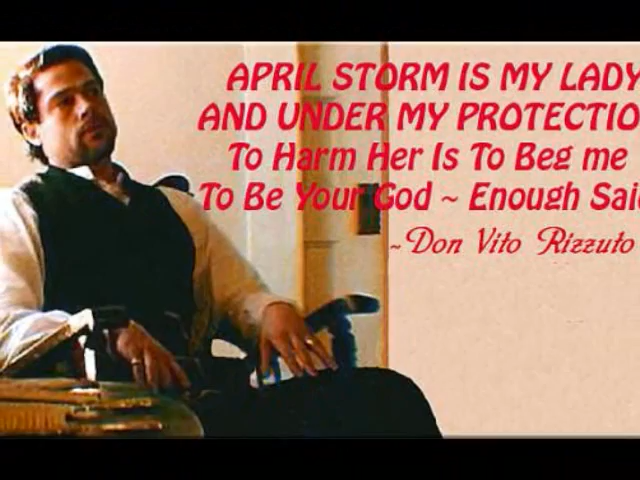 APRIL STORM IS MY LADY
AND UNDER MY PROTECTIO
To Harm Her Is To Beg me
To Be Your God ~ Enough Said
~Don Vito Rizzuto